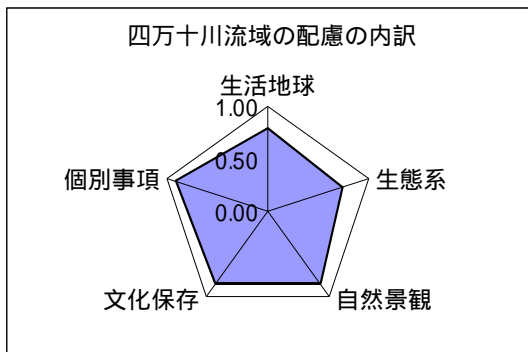 四万十川流域の配慮の内訳
生活地球
1.00
0.50
0.00
生態系
自然景観
文化保存
個別事項